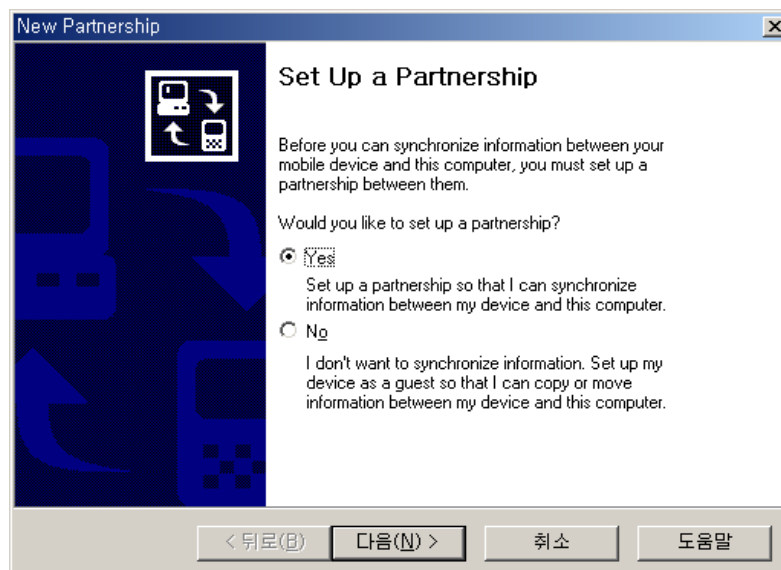 New Partnership
Set Up a Partnership
Before you can synchronize information between your
mobile device and this computer, you must set up a
partnership between them.
Would you like to set up a partnership?
Yes
Set up a partnership so that I can synchronize
information between my device and this computer.
No
I don't want to synchronize information. Set up my
device as a guest so that I can copy or move
information between my device and this computer.
< 뒤로(B) 다음(N) > 취소 도움말